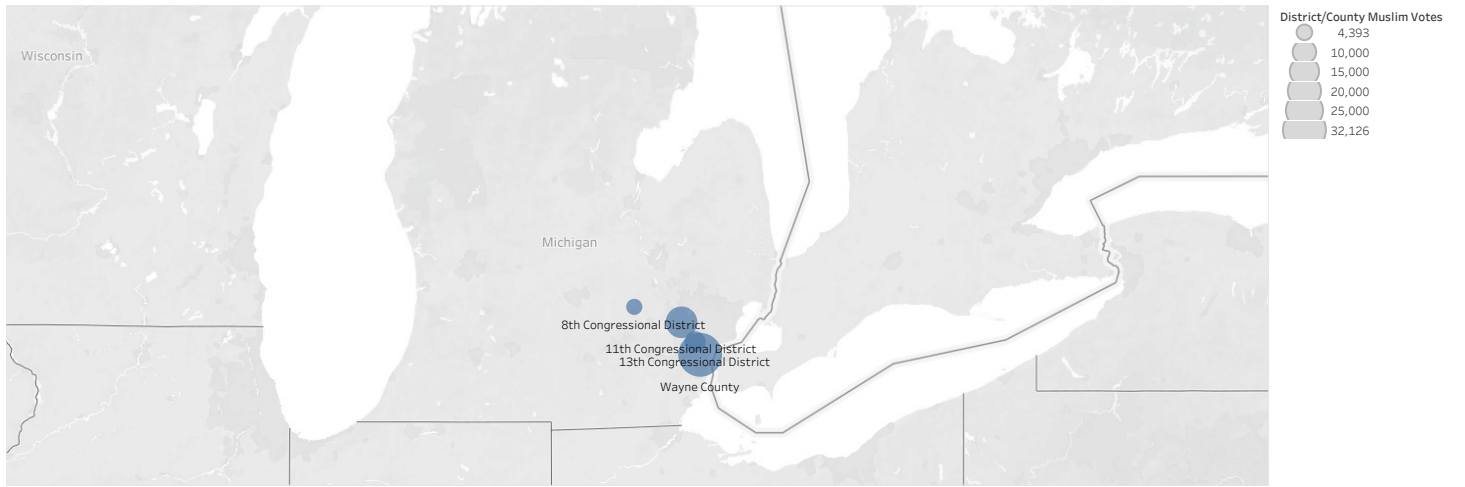 District/County Muslim Votes
4,393
10,000
15,000
20,000
25,000
32,126
Wisconsin
Michigan
8th Congressional District
11th Congressional District
13th Congressional District
Wayne County